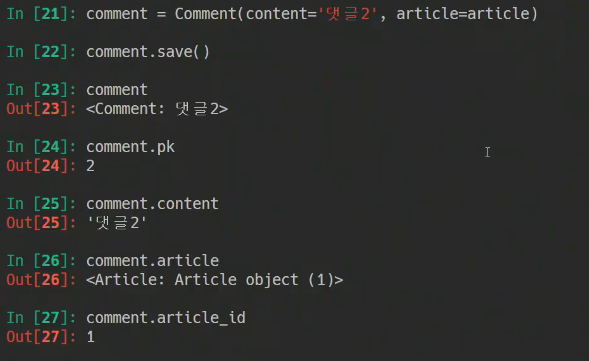 In [21]: comment = Comment(content='댓글2', article=article)
In [22]: comment.save()
In [23]: comment
Out[23]: <Comment: 댓글2>
In [24]: comment.pk
Out[24]: 2
In [25]: comment.content
Out[25]: '댓글2'
In [26]: comment.article
Out[26]: <Article: Article object (1)>
In [27]: comment.article_id
Out[27]: 1